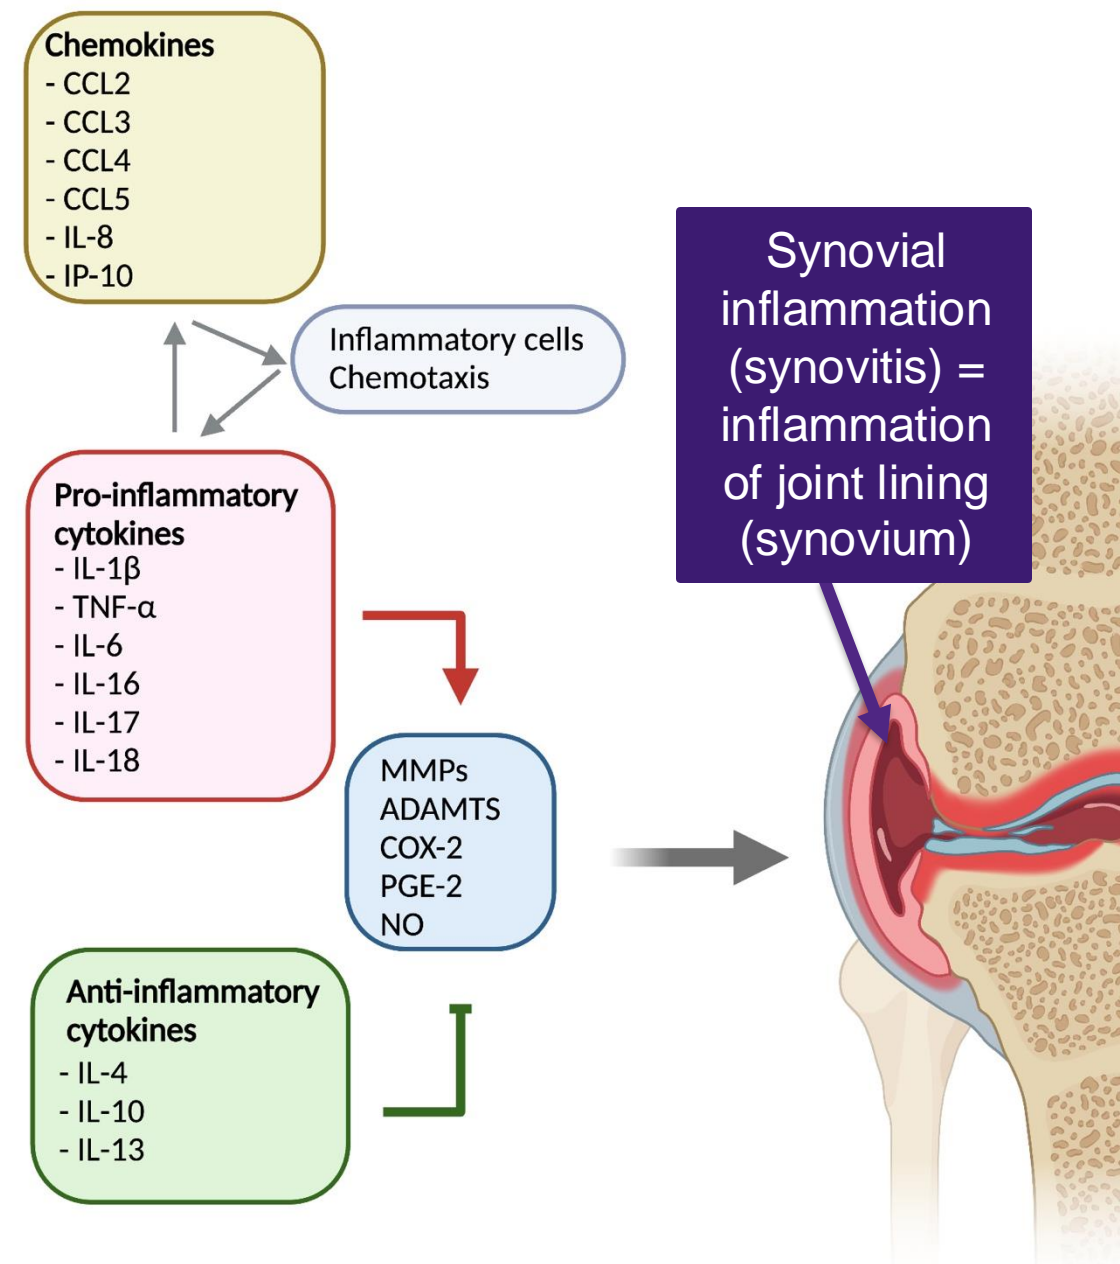 Chemokines
- CCL2
- CCL3
- CCL4
- CCL5
- IL-8
- IP-10
Inflammatory cells
Chemotaxis
Synovial
inflammation
(synovitis) =
inflammation
of joint lining
(synovium)
Pro-inflammatory
cytokines
- IL-1β
- TNF-α
- IL-6
- IL-16
- IL-17
- IL-18
MMPs
ADAMTS
COX-2
PGE-2
NO
Anti-inflammatory
cytokines
- IL-4
- IL-10
- IL-13